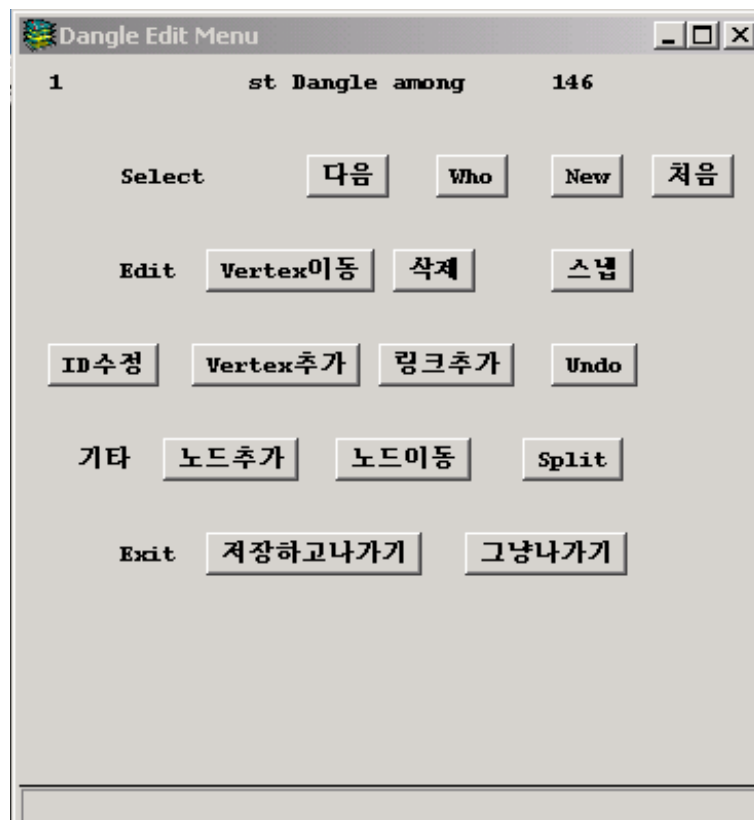 Dangle Edit Menu
1 st Dangle among 146
Select 다음 Who New 처음
Edit Vertex이동 삭제 스냅
ID수정 Vertex추가 링크추가 Undo
기타 노드추가 노드이동 Split
Exit 저장하고나가기 그냥나가기